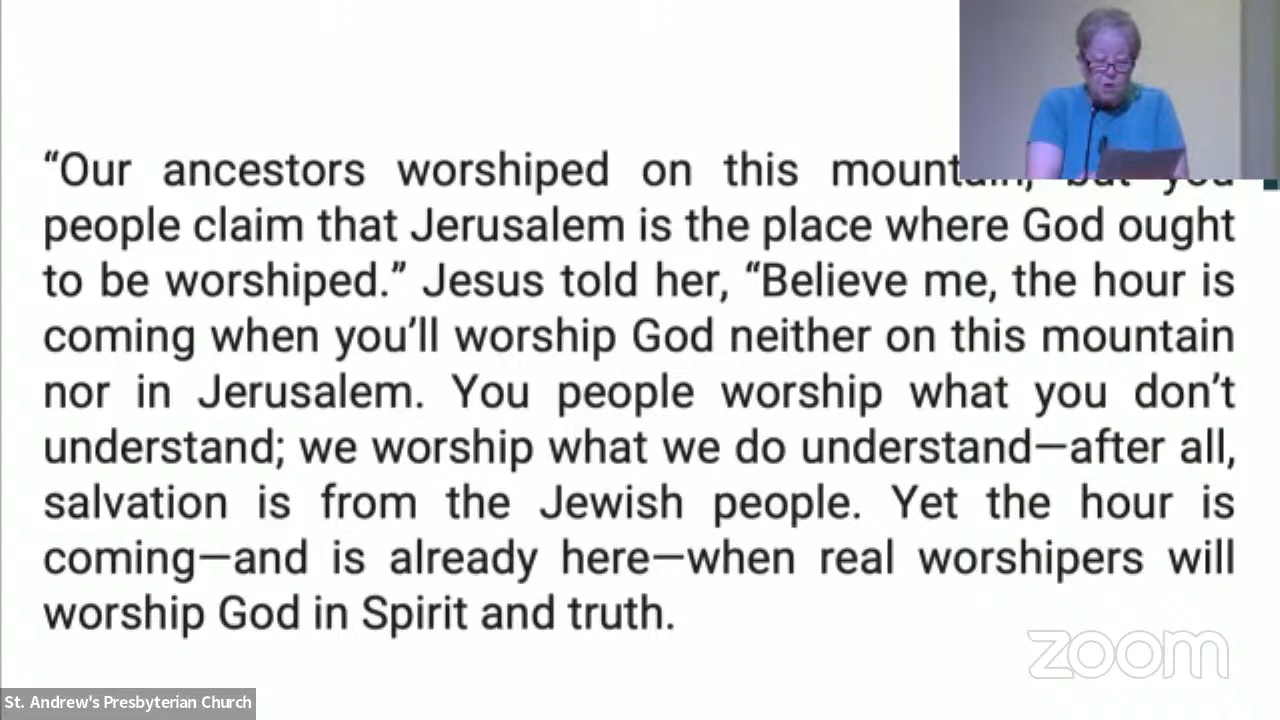 “Our ancestors worshiped on this mountain, but you
people claim that Jerusalem is the place where God ought
to be worshiped.” Jesus told her, “Believe me, the hour is
coming when you’ll worship God neither on this mountain
nor in Jerusalem. You people worship what you don’t
understand; we worship what we do understand—after all,
salvation is from the Jewish people. Yet the hour is
coming—and is already here—when real worshipers will
worship God in Spirit and truth.
zoom
St. Andrew's Presbyterian Church